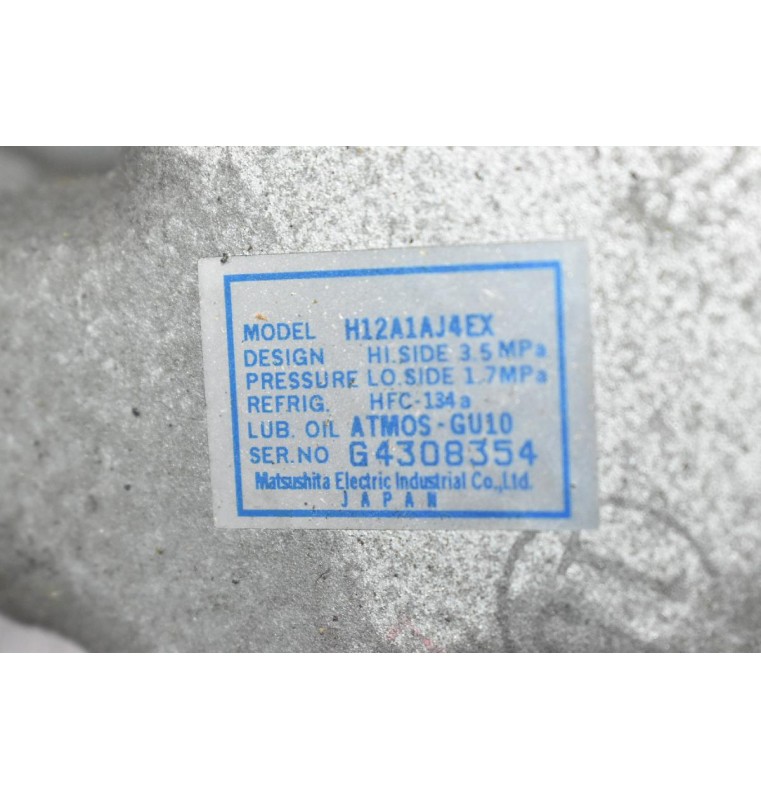 MODEL H12A1AJ4EX
DESIGN HI.SIDE 3.5 MPa
PRESSURE LO.SIDE 1.7MPa
REFRIG. HFC-134a
LUB. OIL ATMOS-GU10
SER.NO G4308354
Matsushita Electric Industrial Co.,Ltd.
JAPAN